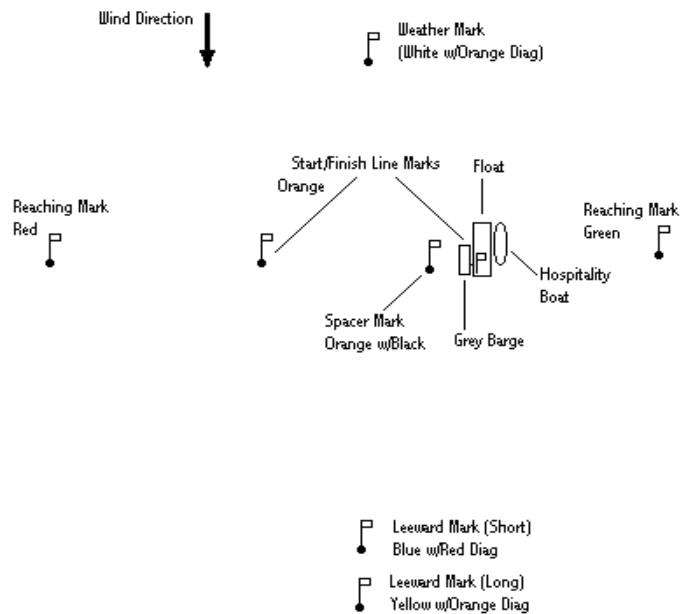 Wind Direction
Weather Mark
(White w/Orange Diag)
Start/Finish Line Marks
Orange
Float
Reaching Mark
Red
Reaching Mark
Green
Hospitality
Boat
Spacer Mark
Orange w/Black
Grey Barge
Leeward Mark (Short)
Blue w/Red Diag
Leeward Mark (Long)
Yellow w/Orange Diag